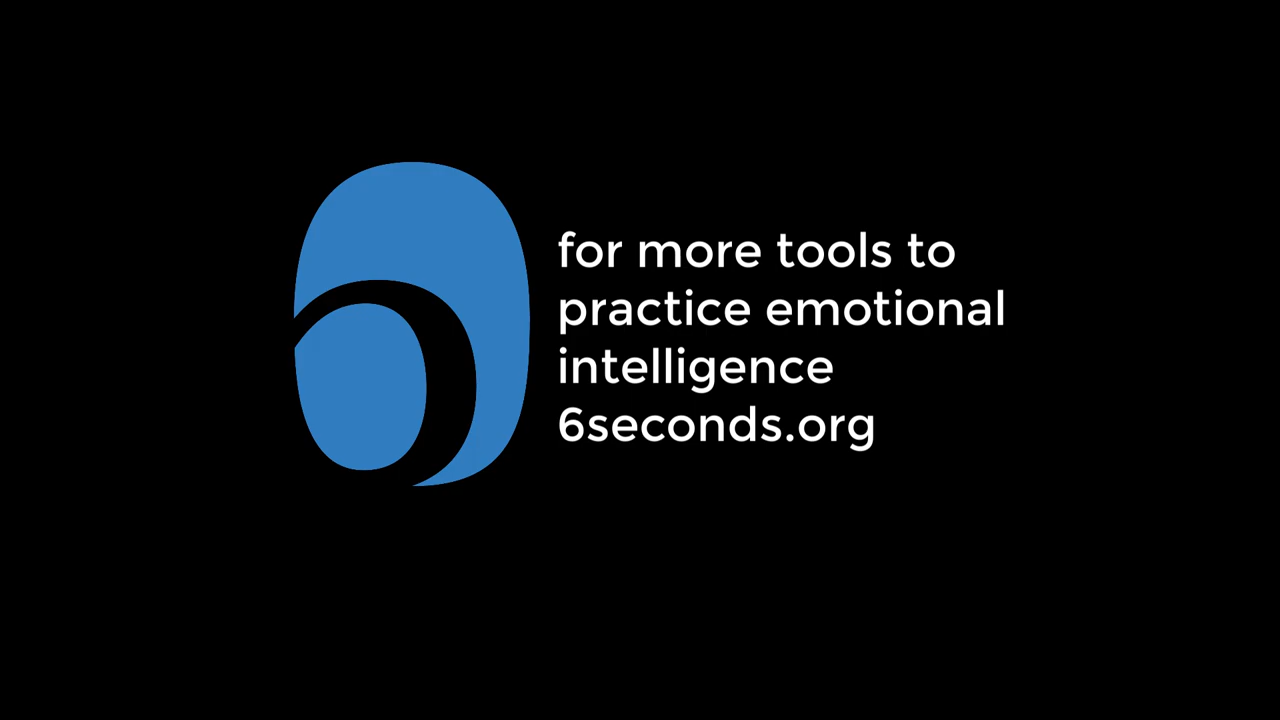 for more tools to
practice emotional
intelligence
6seconds.org